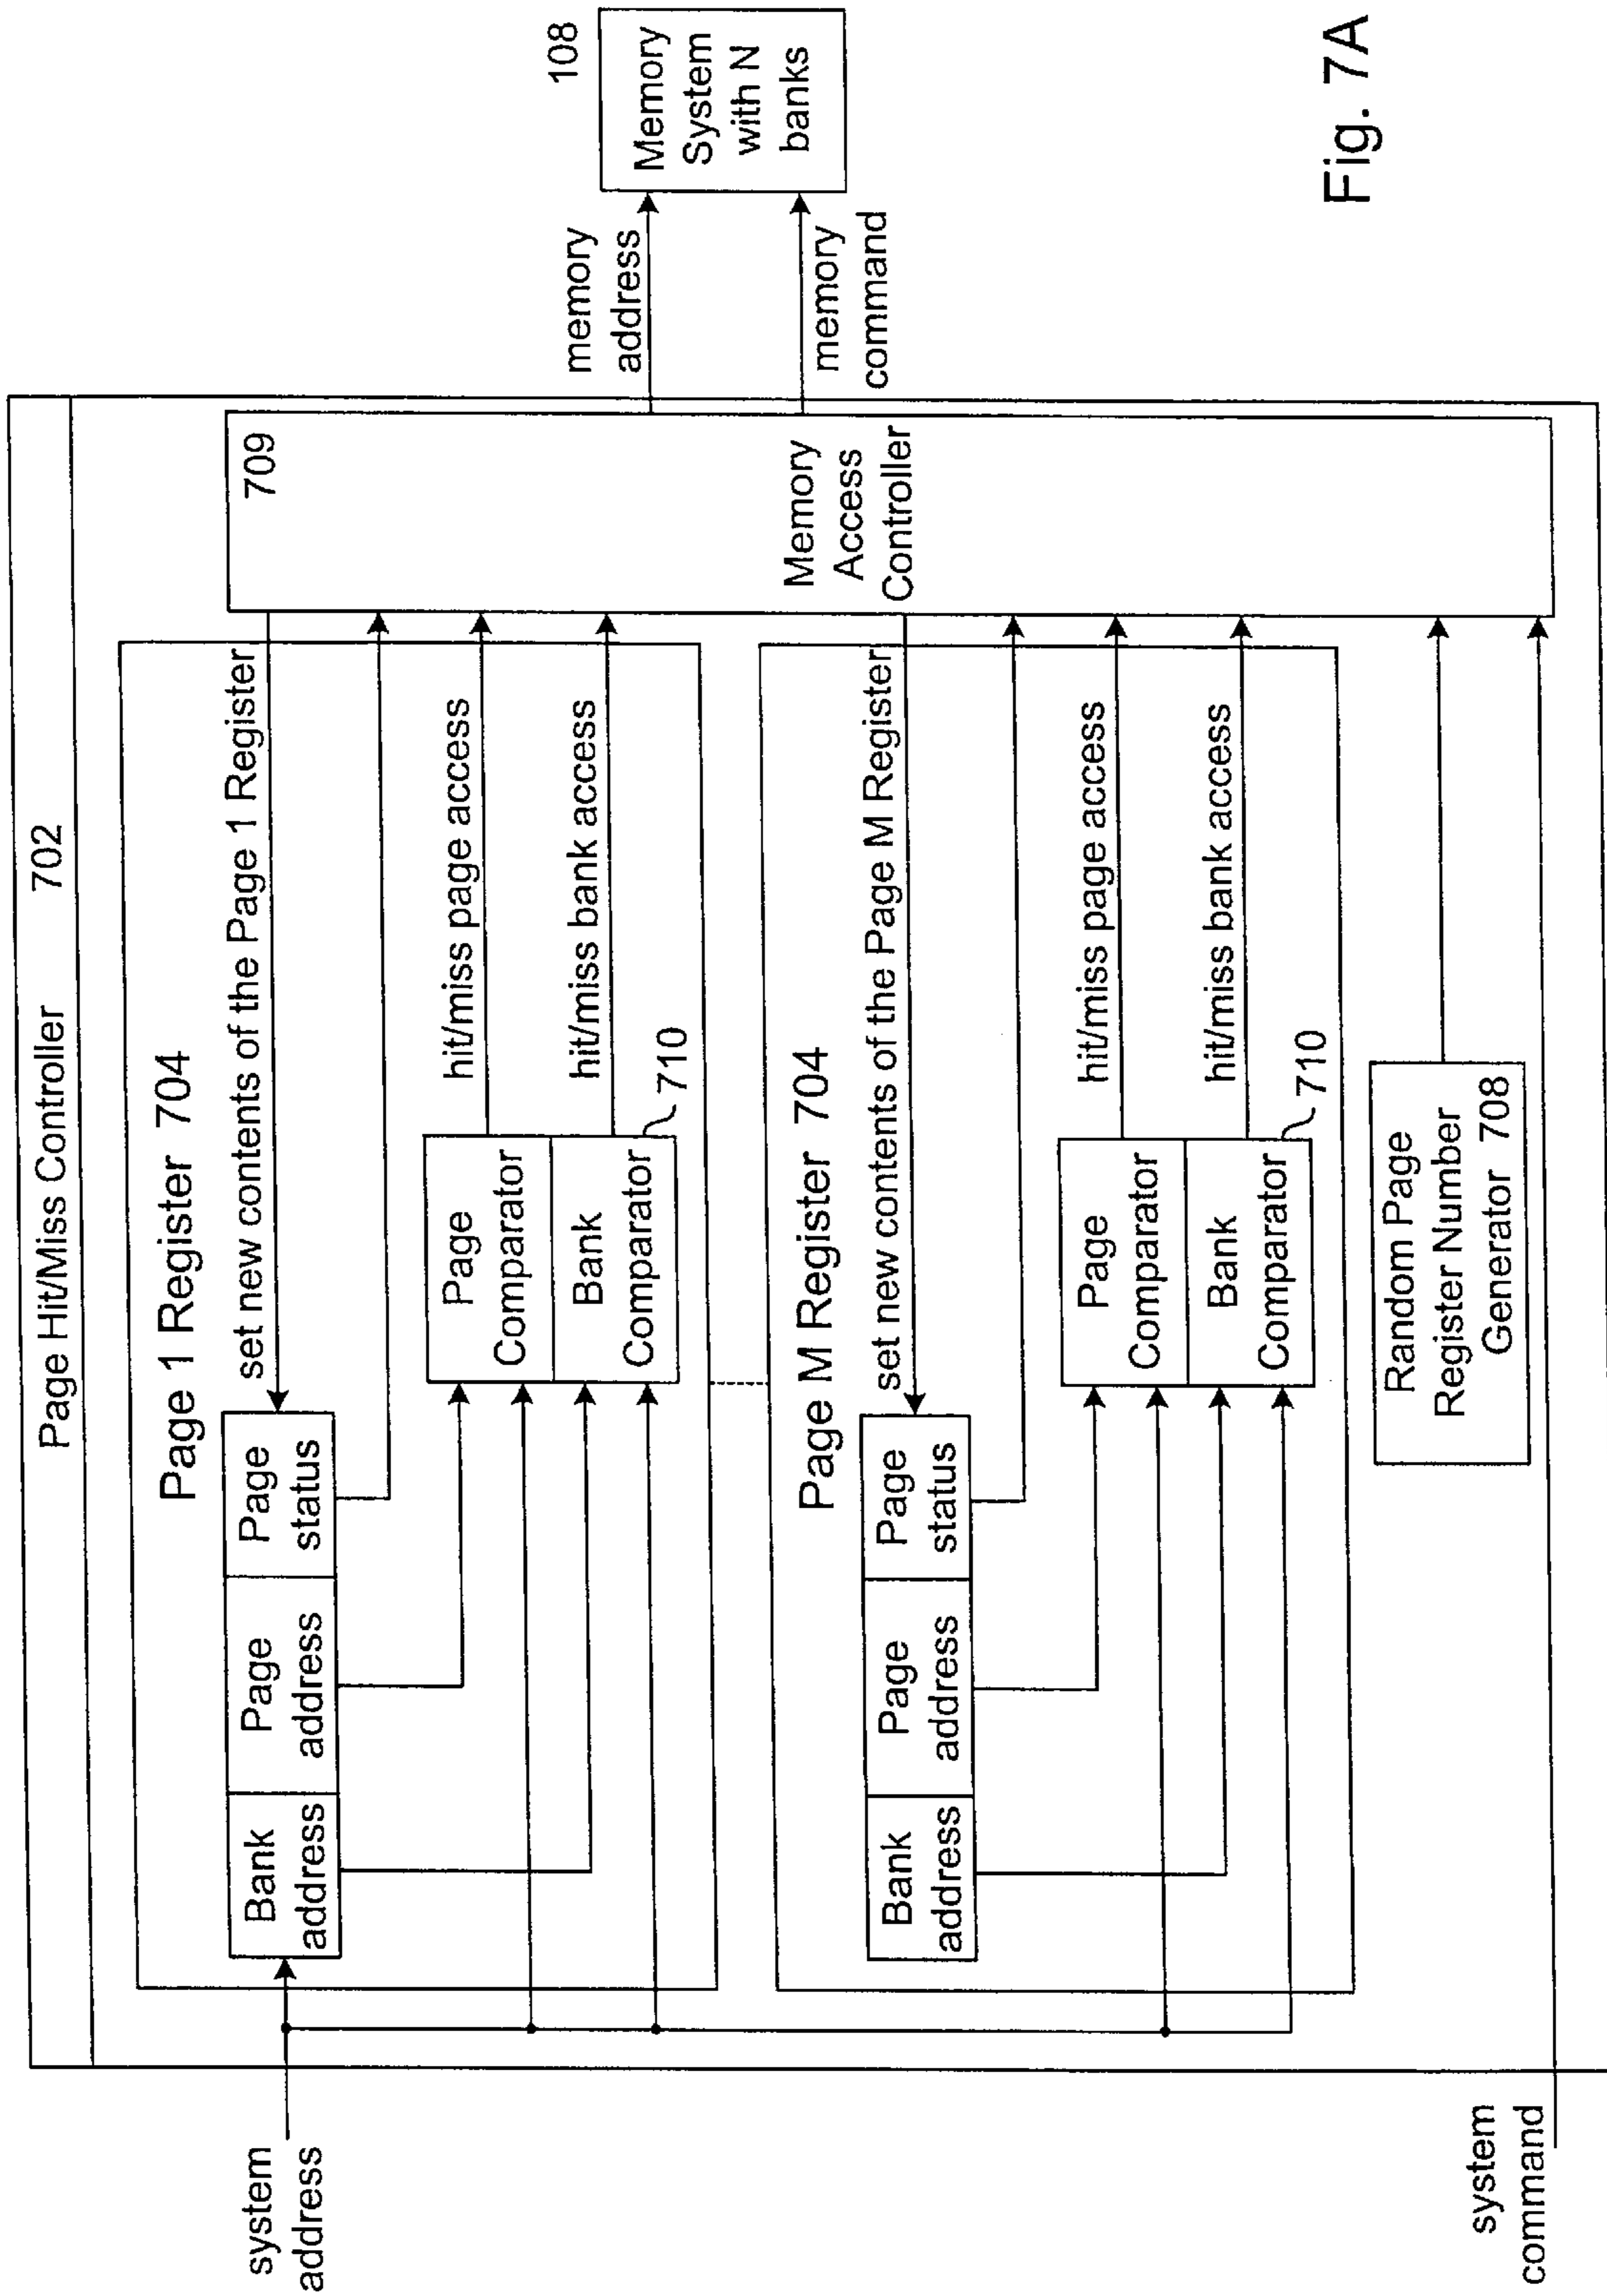 Page Hit/Miss Controller 702
system
address
Page 1 Register 704
Bank
address
Page
address
Page
status
set new contents of the Page 1 Register
Page
Comparator
Bank
Comparator
710
hit/miss page access
hit/miss bank access
Page M Register 704
Bank
address
Page
address
Page
status
set new contents of the Page M Register
Page
Comparator
Bank
Comparator
710
hit/miss page access
hit/miss bank access
Random Page
Register Number
Generator 708
system
command
709
Memory
Access
Controller
memory
address
memory
command
108
Memory
System
with N
banks
Fig. 7A